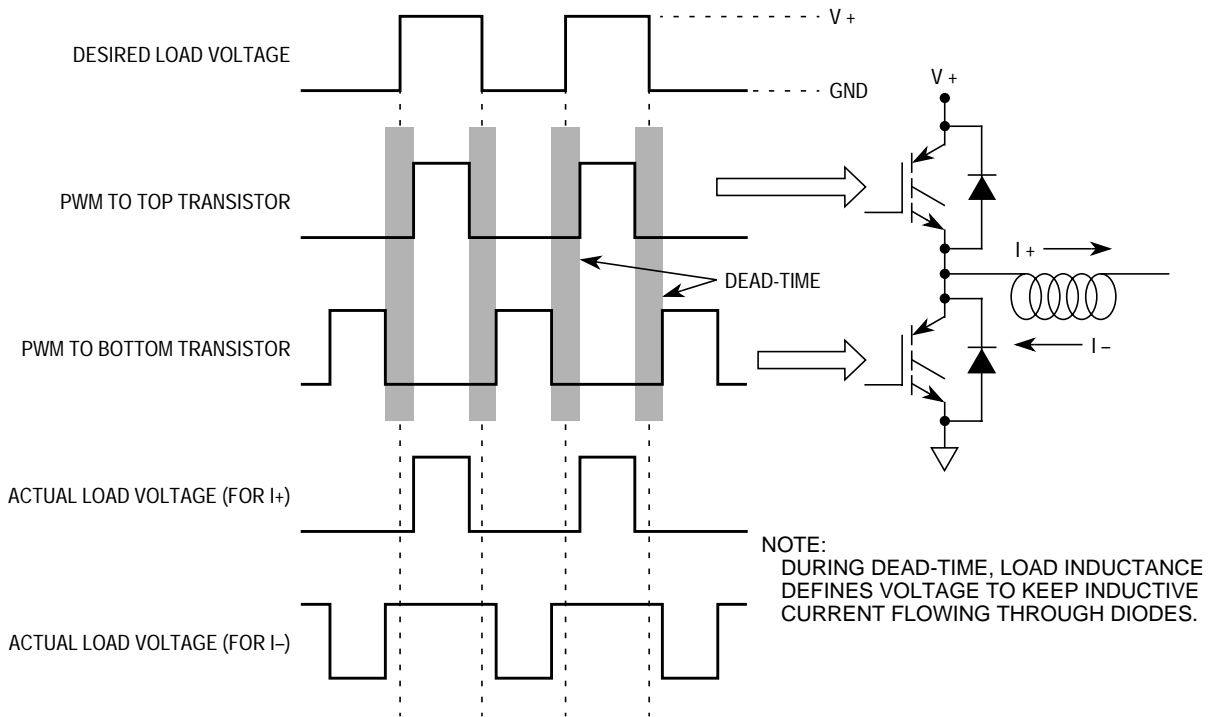 DESIRED LOAD VOLTAGE
V +
GND
V +
PWM TO TOP TRANSISTOR
I +
DEAD-TIME
PWM TO BOTTOM TRANSISTOR
I –
ACTUAL LOAD VOLTAGE (FOR I+)
NOTE:
DURING DEAD-TIME, LOAD INDUCTANCE
DEFINES VOLTAGE TO KEEP INDUCTIVE
CURRENT FLOWING THROUGH DIODES.
ACTUAL LOAD VOLTAGE (FOR I–)